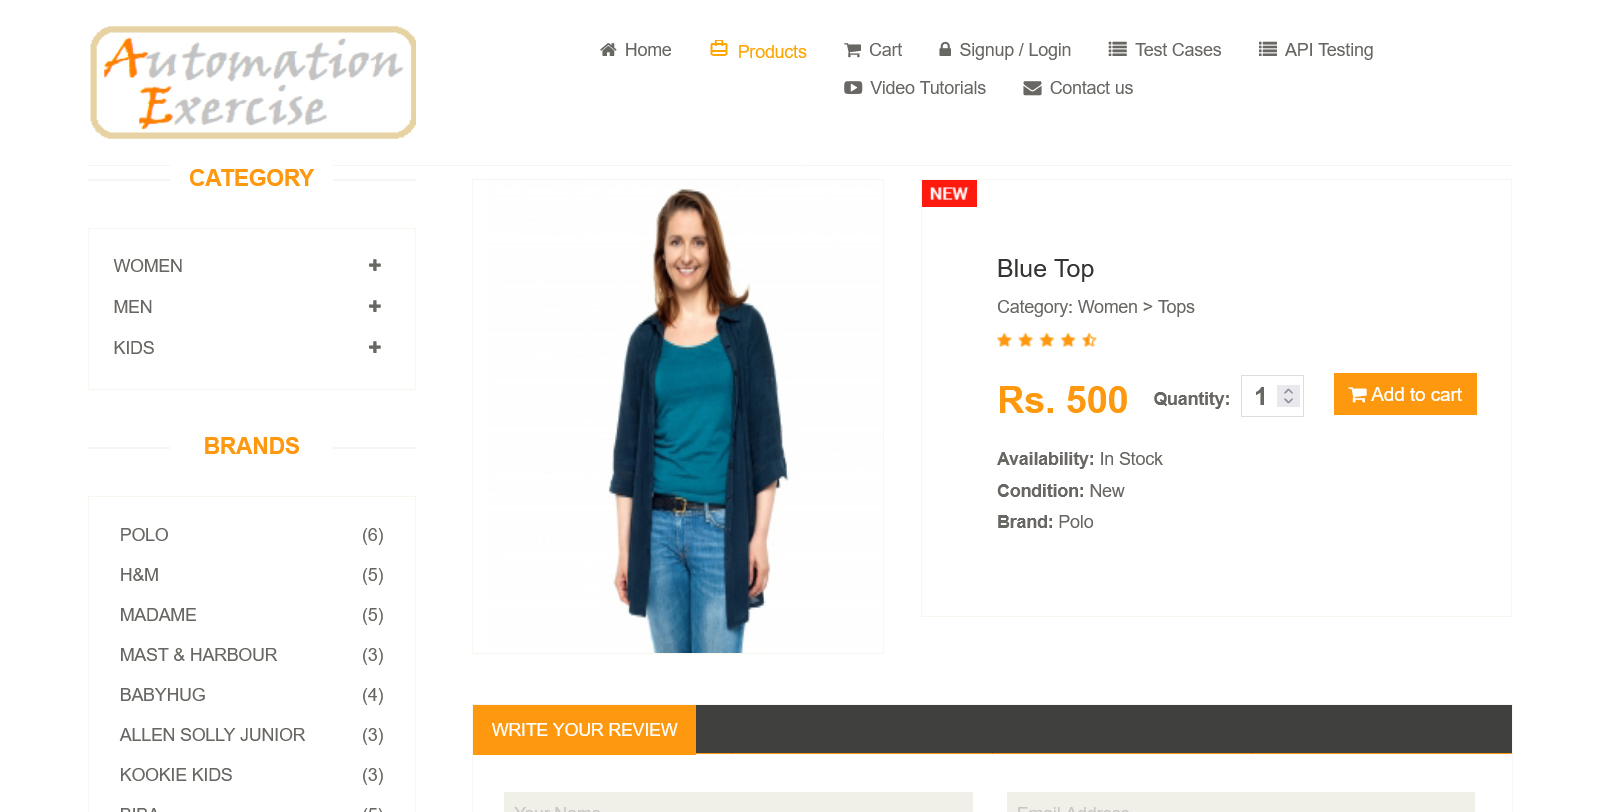 Automation
Exercise
Home
Products
Cart
Signup / Login
Test Cases
API Testing
Video Tutorials
Contact us
CATEGORY
WOMEN
MEN
KIDS
BRANDS
POLO (6)
H&M (5)
MADAME (5)
MAST & HARBOUR (3)
BABYHUG (4)
ALLEN SOLLY JUNIOR (3)
KOOKIE KIDS (3)
NEW
Blue Top
Category: Women > Tops
Rs. 500 Quantity: 1 Add to cart
Availability: In Stock
Condition: New
Brand: Polo
WRITE YOUR REVIEW
Your Name
Email Address